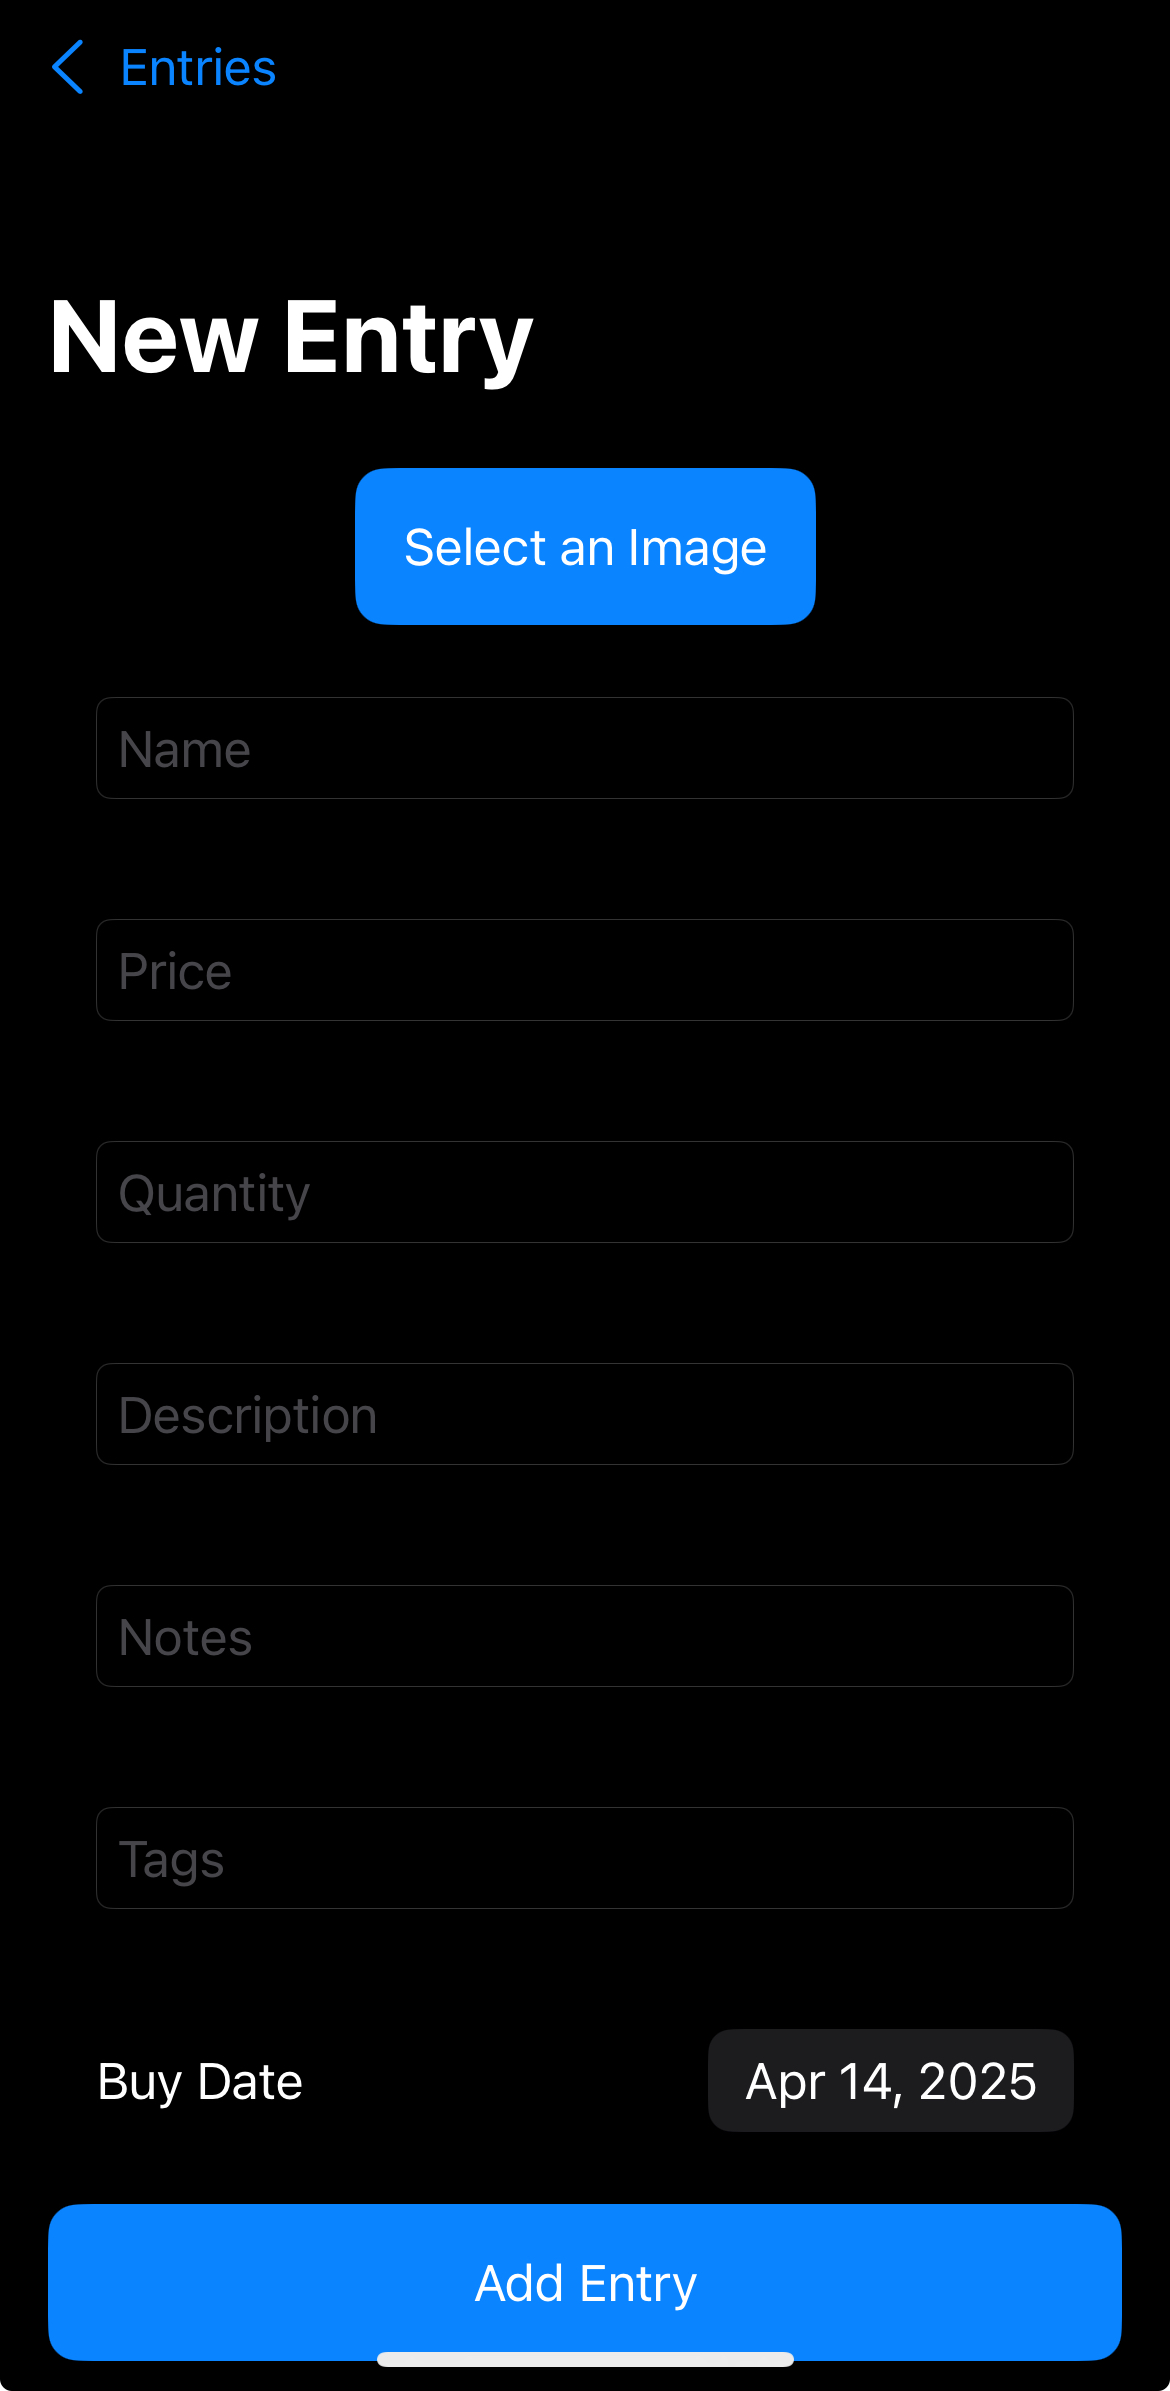 Entries
New Entry
Select an Image
Name
Price
Quantity
Description
Notes
Tags
Buy Date Apr 14, 2025
Add Entry